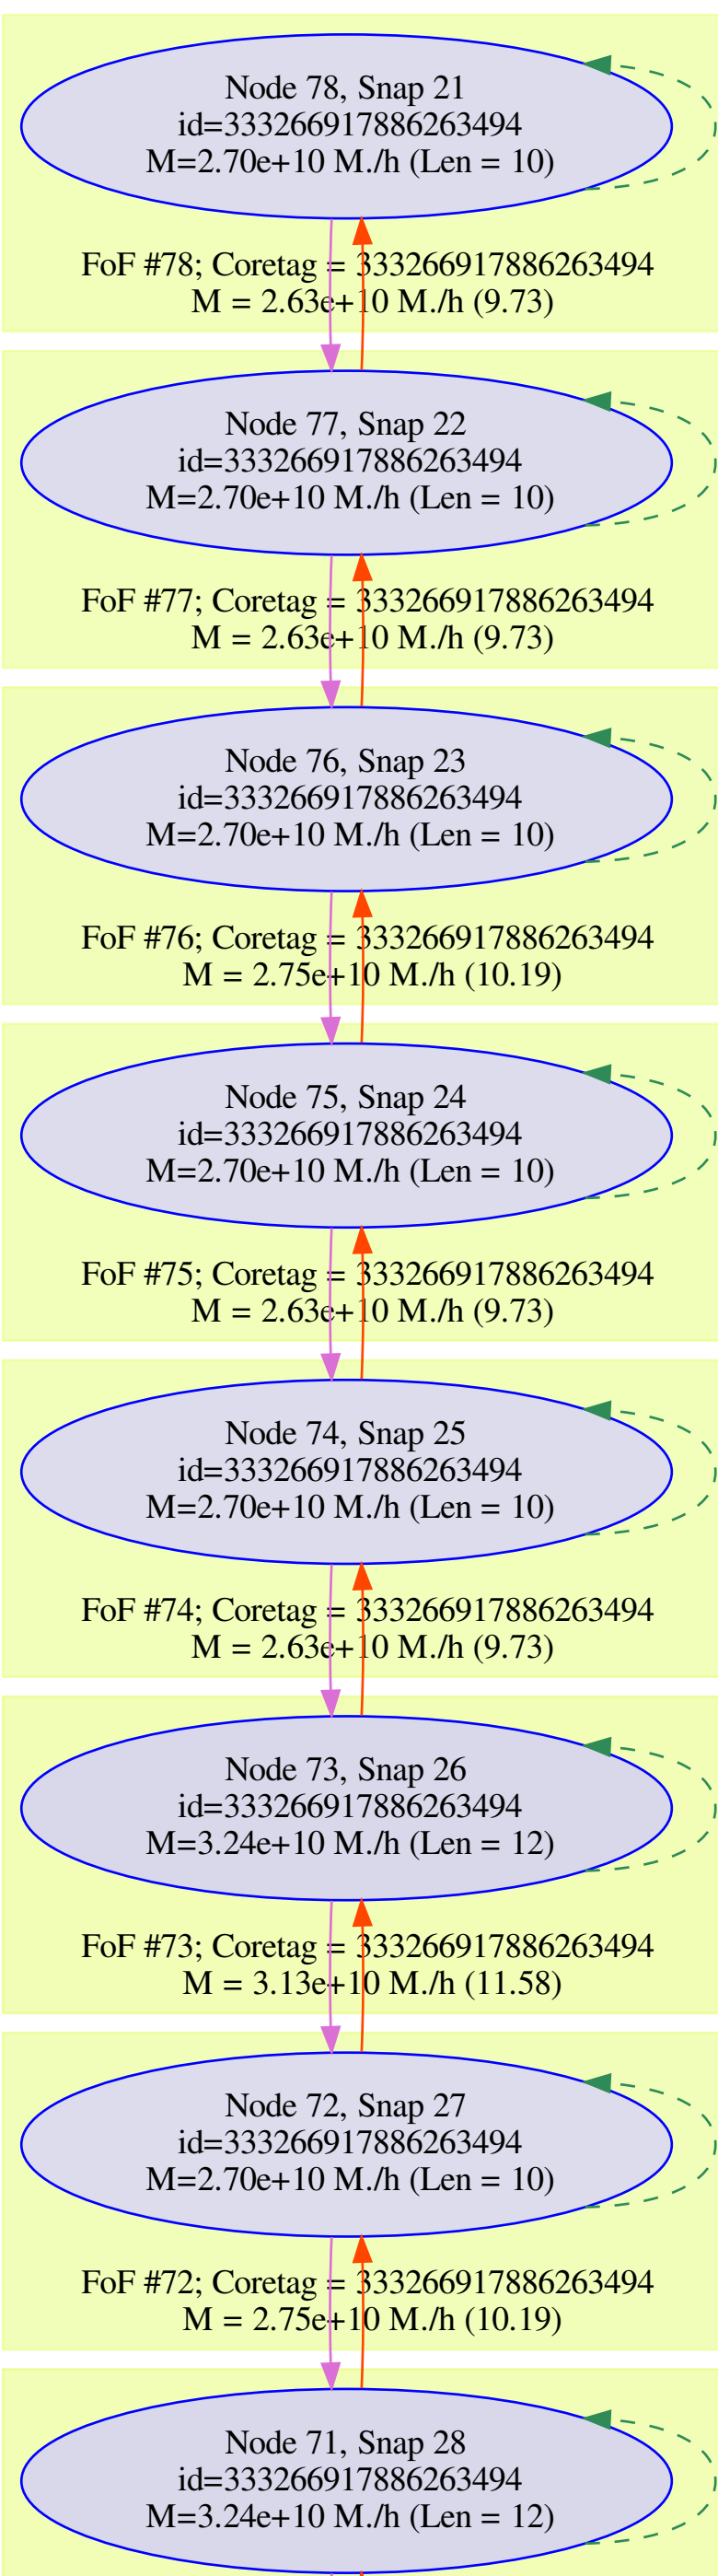 Node 78, Snap 21
id=333266917886263494
M=2.70e+10 M./h (Len = 10)
FoF #78; Coretag = 333266917886263494
M = 2.63e+10 M./h (9.73)
Node 77, Snap 22
id=333266917886263494
M=2.70e+10 M./h (Len = 10)
FoF #77; Coretag = 333266917886263494
M = 2.63e+10 M./h (9.73)
Node 76, Snap 23
id=333266917886263494
M=2.70e+10 M./h (Len = 10)
FoF #76; Coretag = 333266917886263494
M = 2.75e+10 M./h (10.19)
Node 75, Snap 24
id=333266917886263494
M=2.70e+10 M./h (Len = 10)
FoF #75; Coretag = 333266917886263494
M = 2.63e+10 M./h (9.73)
Node 74, Snap 25
id=333266917886263494
M=2.70e+10 M./h (Len = 10)
FoF #74; Coretag = 333266917886263494
M = 2.63e+10 M./h (9.73)
Node 73, Snap 26
id=333266917886263494
M=3.24e+10 M./h (Len = 12)
FoF #73; Coretag = 333266917886263494
M = 3.13e+10 M./h (11.58)
Node 72, Snap 27
id=333266917886263494
M=2.70e+10 M./h (Len = 10)
FoF #72; Coretag = 333266917886263494
M = 2.75e+10 M./h (10.19)
Node 71, Snap 28
id=333266917886263494
M=3.24e+10 M./h (Len = 12)